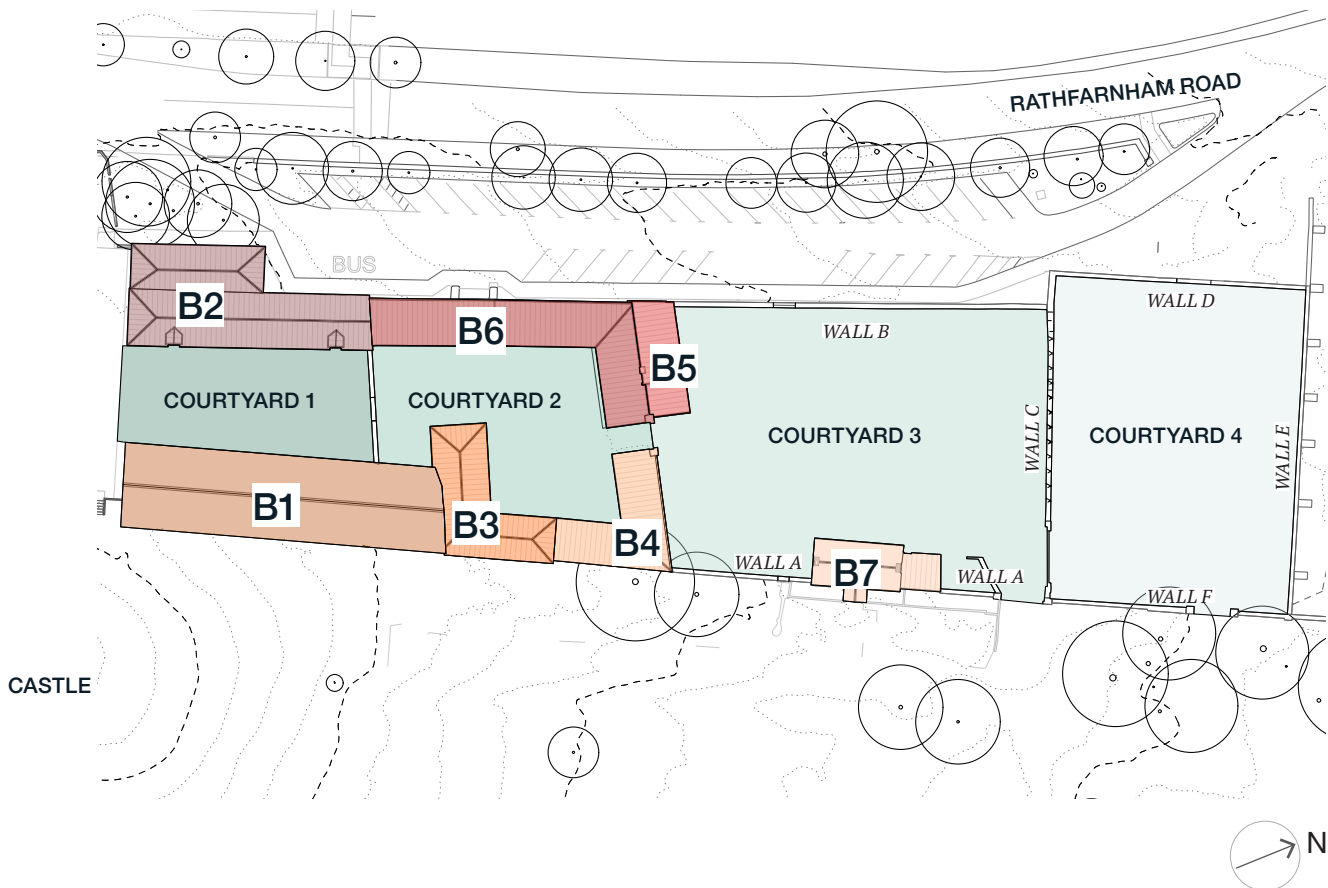 RATHFARNHAM ROAD
BUS
B2
B6
B5
WALL D
WALL B
COURTYARD 1
COURTYARD 2
COURTYARD 3
WALL C
COURTYARD 4
WALL E
B1
B3
B4
WALL A
B7
WALL A
WALL F
CASTLE
N